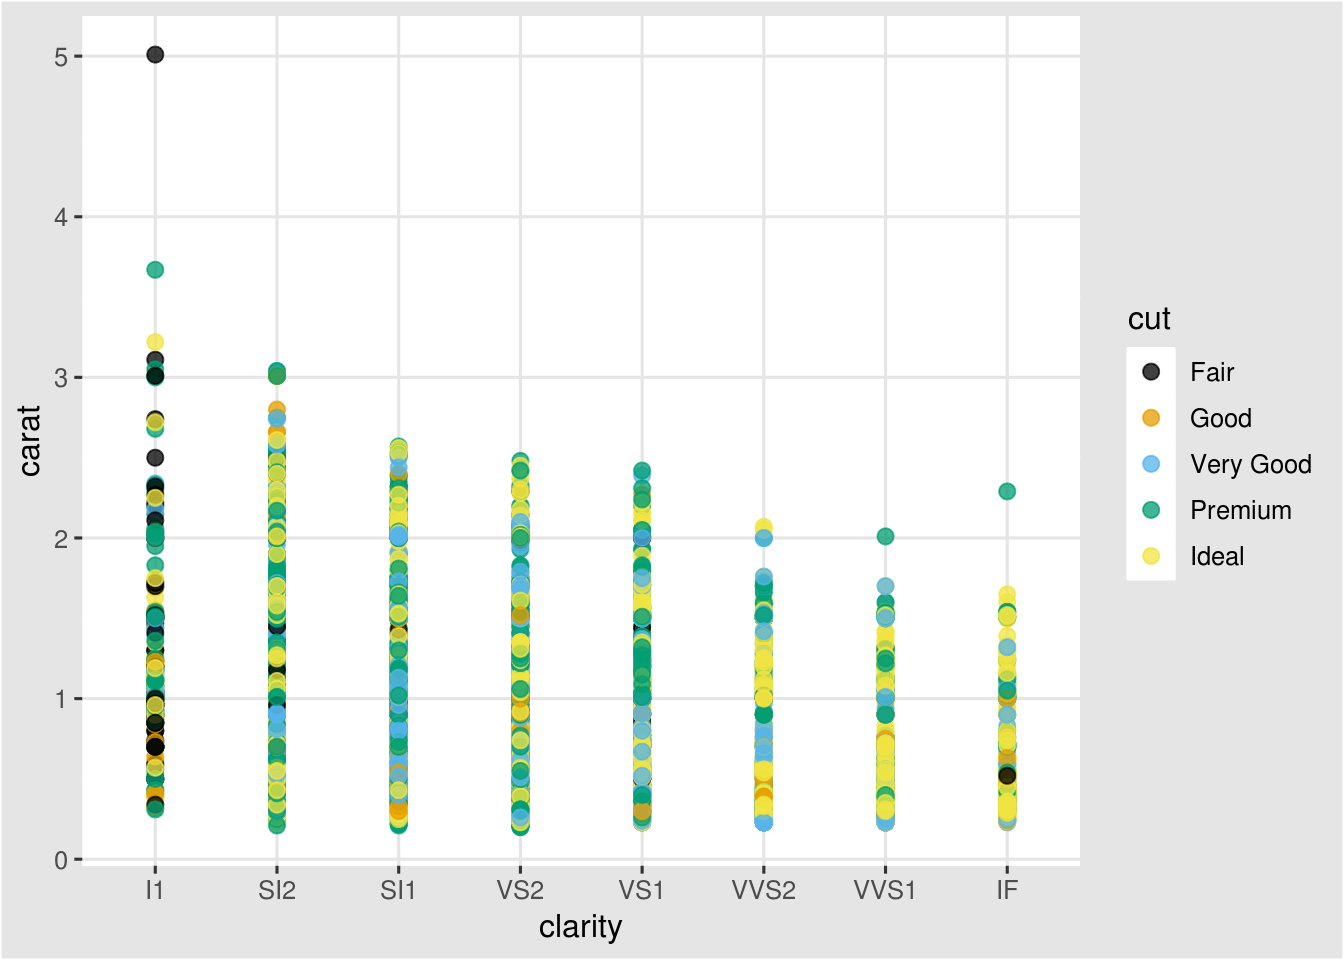 5
4
3
2
1
0
carat
I1 SI2 SI1 VS2 VS1 VVS2 VVS1 IF
clarity
cut
Fair
Good
Very Good
Premium
Ideal